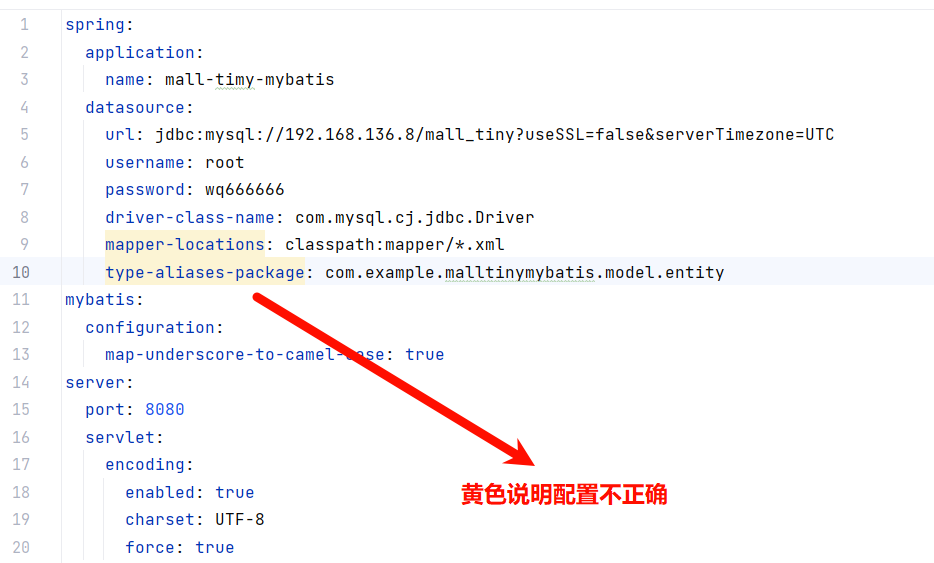 1 spring:
2 application:
3 name: mall-timy-mybatis
4 datasource:
5 url: jdbc:mysql://192.168.136.8/mall_tiny?useSSL=false&serverTimezone=UTC
6 username: root
7 password: wq666666
8 driver-class-name: com.mysql.cj.jdbc.Driver
9 mapper-locations: classpath:mapper/*.xml
10 type-aliases-package: com.example.malltinymybatis.model.entity
11 mybatis:
12 configuration:
13 map-underscore-to-camel-case: true
14 server:
15 port: 8080
16 servlet:
17 encoding:
18 enabled: true
黄色说明配置不正确
19 charset: UTF-8
20 force: true